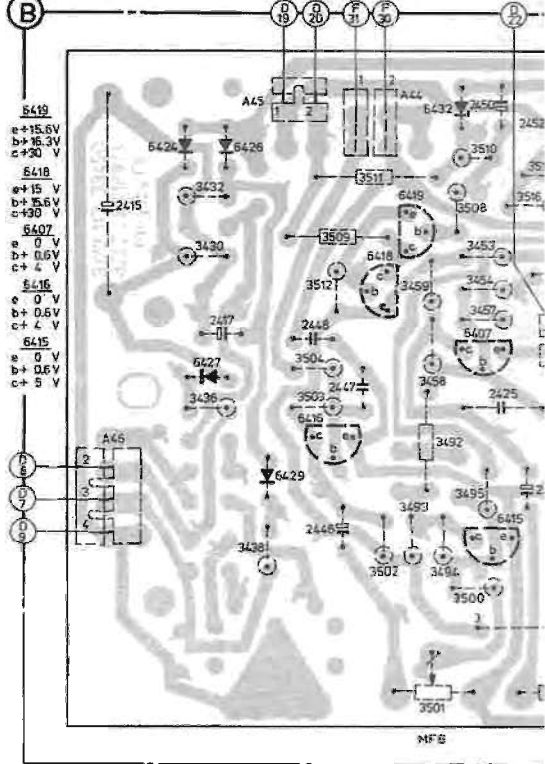 B
D 19
D 20
F 31
F 30
D 22
6419
e+15.6V
b+16.3V
c+30 V
6418
e+15 V
b+15.6V
c+30 V
6407
e 0 V
b+ 0.6V
c+ 4 V
6416
e 0 V
b+ 0.6V
c+ 4 V
6415
e 0 V
b+ 0.6V
c+ 5 V
A45
1 2
1 2
A44
6432
2450
2452
6424
6426
3510
3511
3432
6419
3508
3516
2415
e
b
c
3509
3430
6418
3453
c
b
e
3512
3459
3454
3457
2417
2448
6407
c e
b
3504
6427
2447
3458
3436
3503
2425
6416
c e
b
3492
A46
2
3
4
D 7
D 9
6429
3495
3493
6415
c e
b
2446
3438
3502
3494
3500
3
3501
MFB